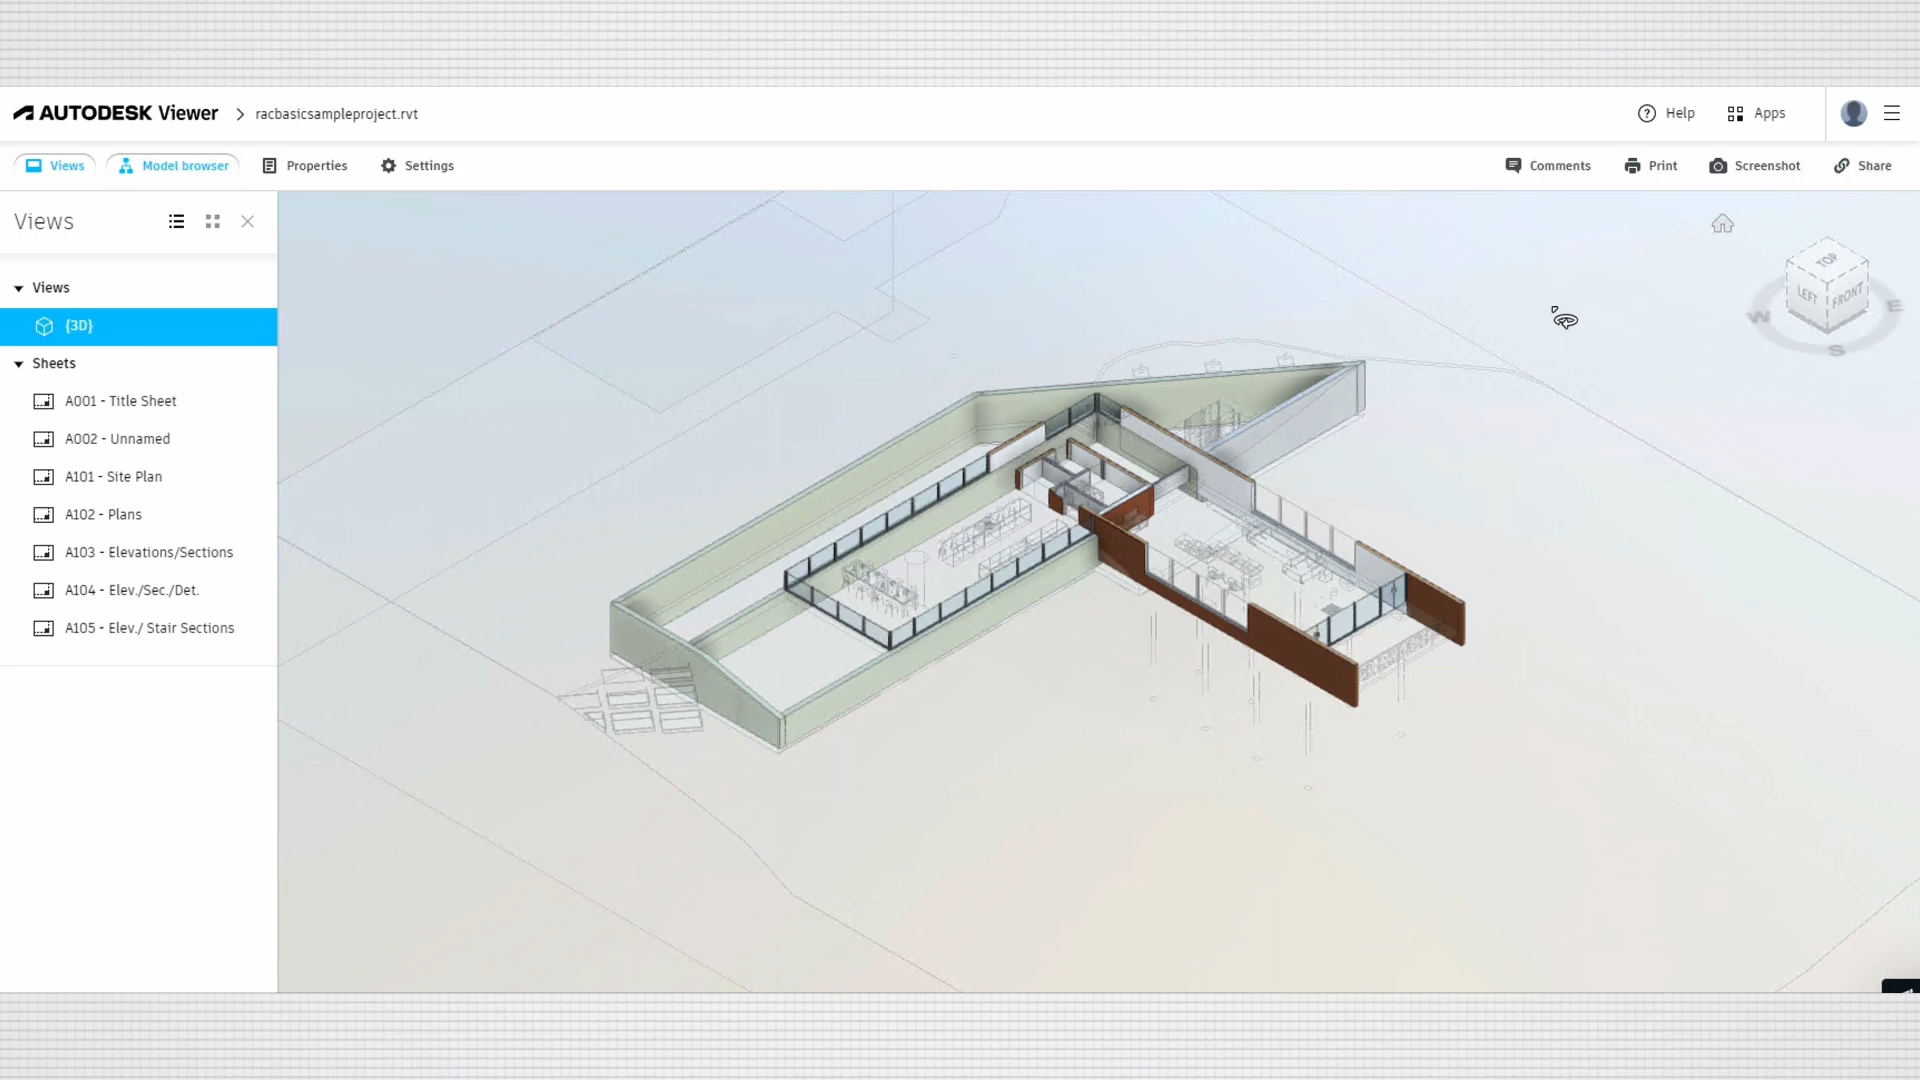 AUTODESK Viewer > racbasicsampleproject.rvt
Help
Apps
Views
Model browser
Properties
Settings
Comments
Print
Screenshot
Share
Views
Views
{3D}
Sheets
A001 - Title Sheet
A002 - Unnamed
A101 - Site Plan
A102 - Plans
A103 - Elevations/Sections
A104 - Elev./Sec./Det.
A105 - Elev./ Stair Sections
TOP
LEFT
FRONT
W
E
S